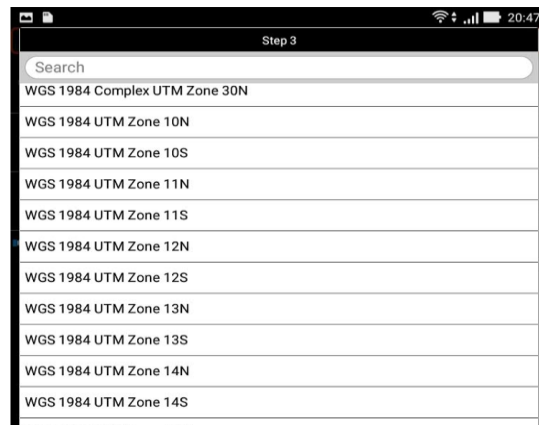 20:47
Step 3
Search
WGS 1984 Complex UTM Zone 30N
WGS 1984 UTM Zone 10N
WGS 1984 UTM Zone 10S
WGS 1984 UTM Zone 11N
WGS 1984 UTM Zone 11S
WGS 1984 UTM Zone 12N
WGS 1984 UTM Zone 12S
WGS 1984 UTM Zone 13N
WGS 1984 UTM Zone 13S
WGS 1984 UTM Zone 14N
WGS 1984 UTM Zone 14S